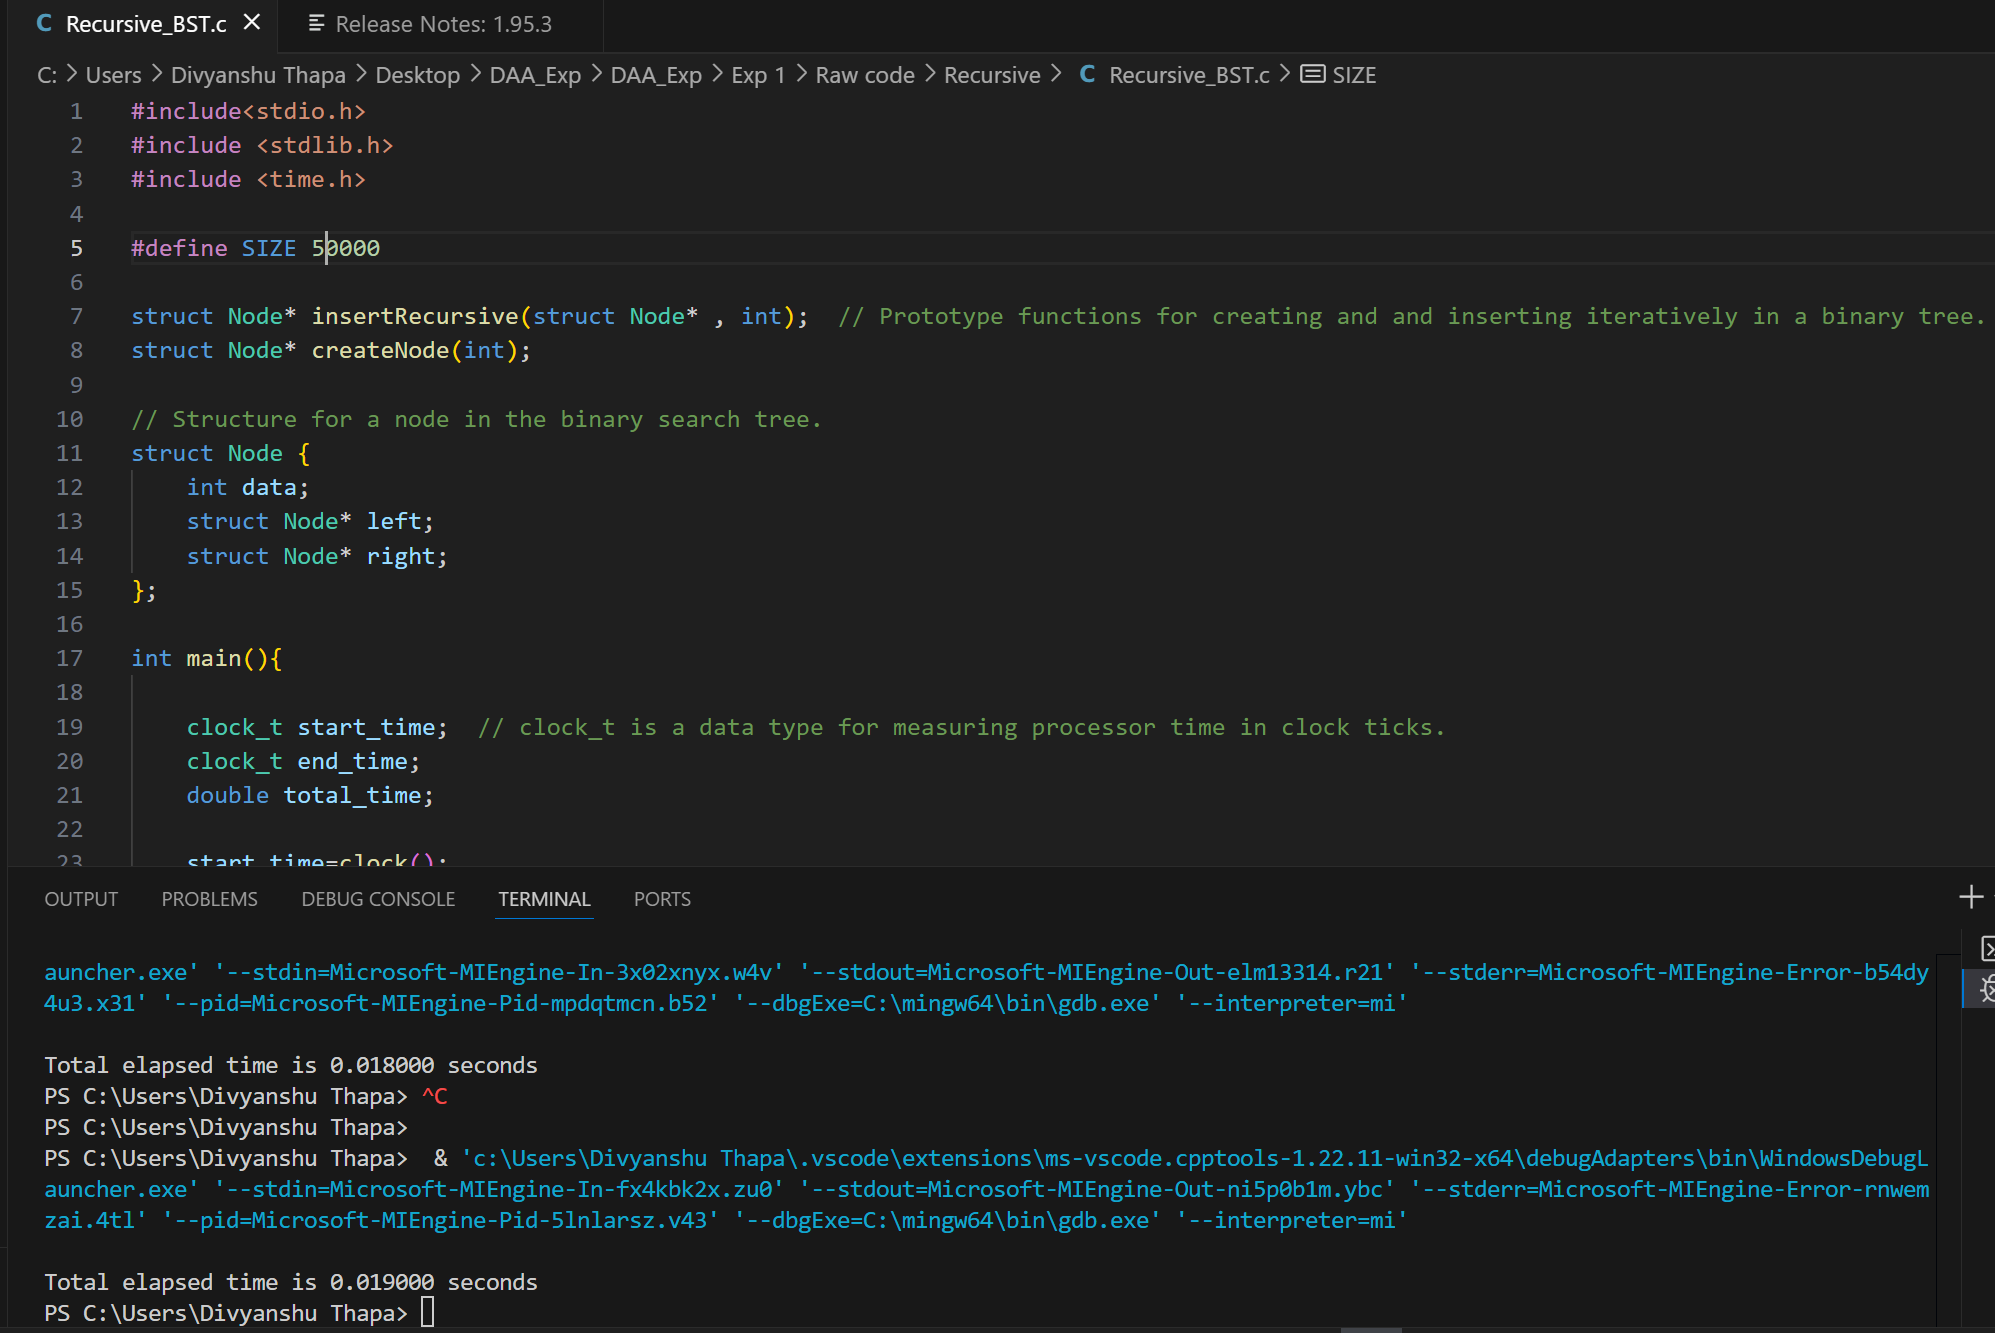 Recursive_BST.c
Release Notes: 1.95.3
C: > Users > Divyanshu Thapa > Desktop > DAA_Exp > DAA_Exp > Exp 1 > Raw code > Recursive > C Recursive_BST.c > SIZE
1 #include<stdio.h>
2 #include <stdlib.h>
3 #include <time.h>
4
5 #define SIZE 50000
6
7 struct Node* insertRecursive(struct Node* , int);  // Prototype functions for creating and and inserting iteratively in a binary tree.
8 struct Node* createNode(int);
9
10 // Structure for a node in the binary search tree.
11 struct Node {
12     int data;
13     struct Node* left;
14     struct Node* right;
15 };
16
17 int main(){
18
19     clock_t start_time;  // clock_t is a data type for measuring processor time in clock ticks.
20     clock_t end_time;
21     double total_time;
22
23     start_time=clock();
OUTPUT PROBLEMS DEBUG CONSOLE TERMINAL PORTS
auncher.exe' '--stdin=Microsoft-MIEngine-In-3x02xnyx.w4v' '--stdout=Microsoft-MIEngine-Out-elm13314.r21' '--stderr=Microsoft-MIEngine-Error-b54dy
4u3.x31' '--pid=Microsoft-MIEngine-Pid-mpdqtmcn.b52' '--dbgExe=C:\mingw64\bin\gdb.exe' '--interpreter=mi'
Total elapsed time is 0.018000 seconds
PS C:\Users\Divyanshu Thapa> ^C
PS C:\Users\Divyanshu Thapa>
PS C:\Users\Divyanshu Thapa>  & 'c:\Users\Divyanshu Thapa\.vscode\extensions\ms-vscode.cpptools-1.22.11-win32-x64\debugAdapters\bin\WindowsDebugL
auncher.exe' '--stdin=Microsoft-MIEngine-In-fx4kbk2x.zu0' '--stdout=Microsoft-MIEngine-Out-ni5p0b1m.ybc' '--stderr=Microsoft-MIEngine-Error-rnwem
zai.4tl' '--pid=Microsoft-MIEngine-Pid-5lnlarsz.v43' '--dbgExe=C:\mingw64\bin\gdb.exe' '--interpreter=mi'
Total elapsed time is 0.019000 seconds
PS C:\Users\Divyanshu Thapa>